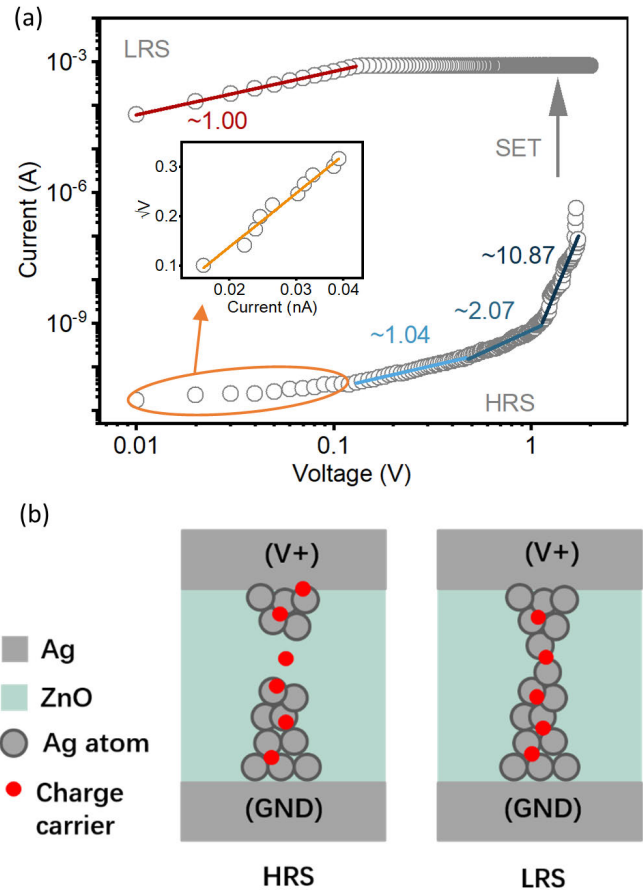 (a)
LRS
10⁻³
~1.00
SET
0.3
0.2
0.1
√V
0.02
0.03
0.04
Current (nA)
10⁻⁶
Current (A)
~10.87
~2.07
~1.04
10⁻⁹
HRS
0.01
0.1
1
Voltage (V)
(b)
(V+)
(V+)
Ag
ZnO
Ag atom
Charge
carrier
(GND)
(GND)
HRS
LRS